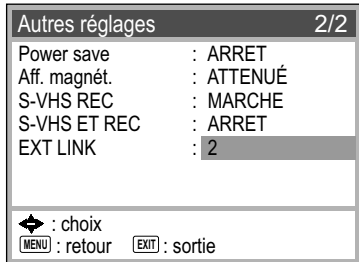 Autres réglages 2/2
Power save : ARRET
Aff. magnét. : ATTENUÉ
S-VHS REC : MARCHE
S-VHS ET REC : ARRET
EXT LINK : 2
: choix
MENU : retour EXIT : sortie